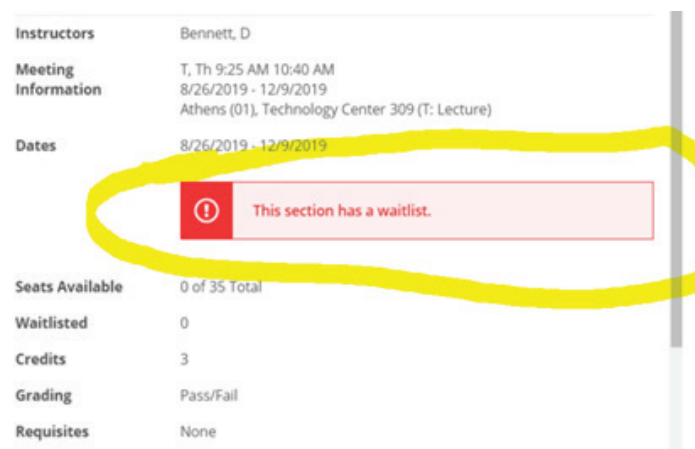 Instructors Bennett, D
Meeting T, Th 9:25 AM 10:40 AM
Information 8/26/2019 - 12/9/2019
Athens (01), Technology Center 309 (T: Lecture)
Dates 8/26/2019 - 12/9/2019
This section has a waitlist.
Seats Available 0 of 35 Total
Waitlisted 0
Credits 3
Grading Pass/Fail
Requisites None